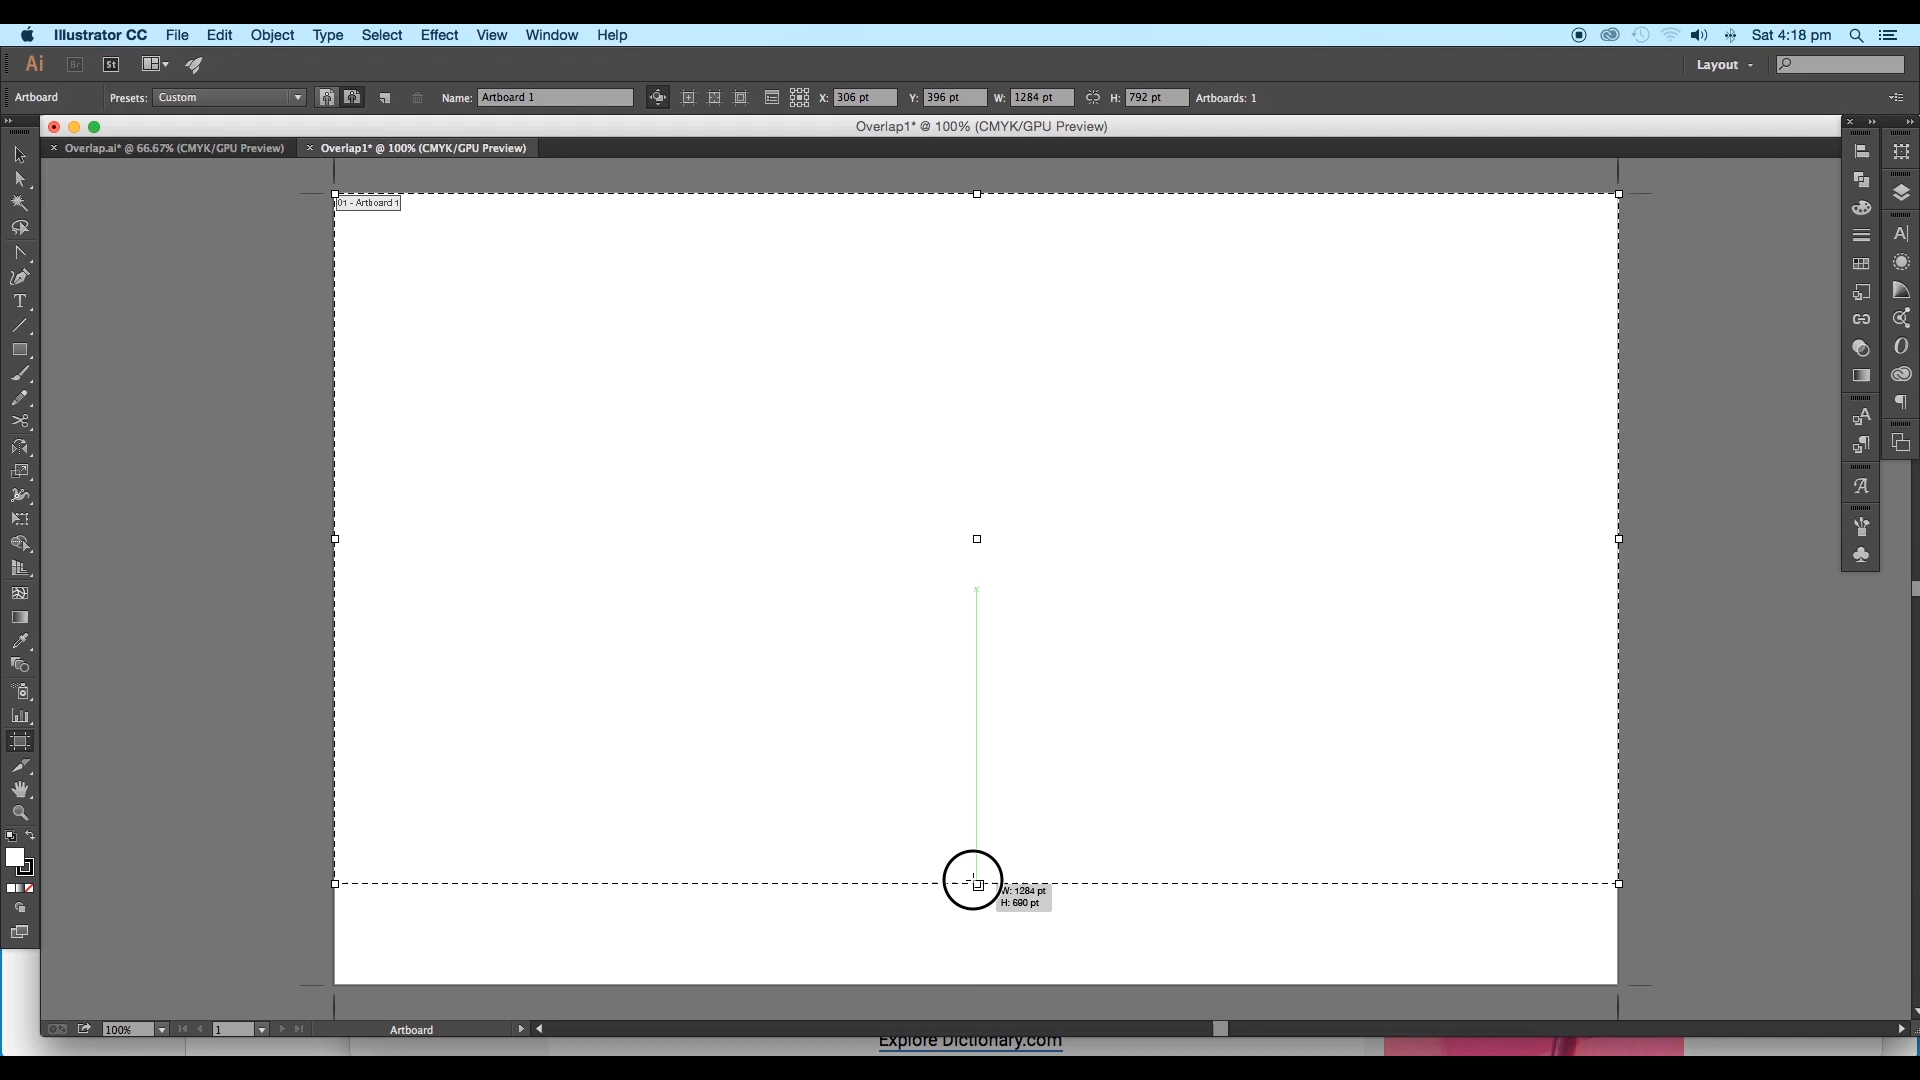 Illustrator CC File Edit Object Type Select Effect View Window Help Sat 4:18 pm
Ai Br St Layout
Artboard Presets: Custom Name: Artboard 1 X: 306 pt Y: 396 pt W: 1284 pt H: 792 pt Artboards: 1
Overlap1* @ 100% (CMYK/GPU Preview)
Overlap.ai* @ 66.67% (CMYK/GPU Preview) Overlap1* @ 100% (CMYK/GPU Preview)
01 - Artboard 1
W: 1284 pt
H: 690 pt
100% 1 Artboard
Explore Dictionary.com